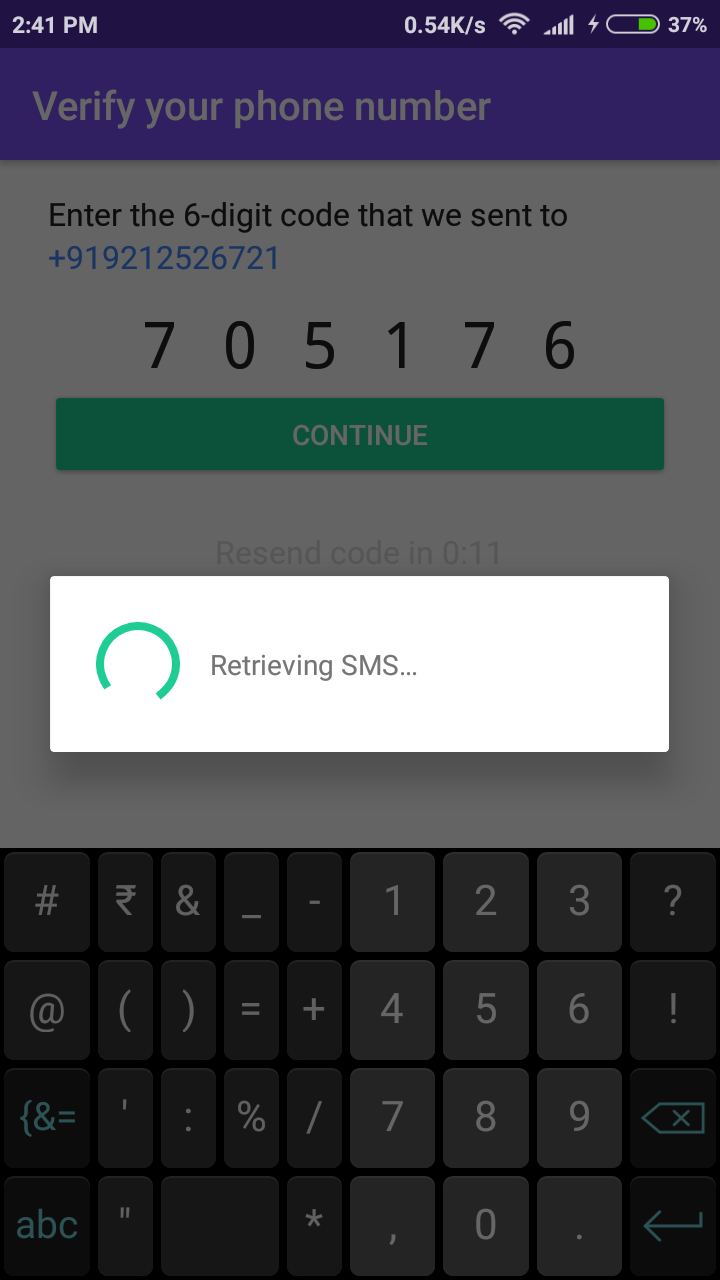 2:41 PM 0.54K/s 37%
Verify your phone number
Enter the 6-digit code that we sent to
+919212526721
7 0 5 1 7 6
CONTINUE
Resend code in 0:11
Retrieving SMS...
# ₹ & _ - 1 2 3 ?
@ ( ) = + 4 5 6 !
{&= ' : % / 7 8 9
abc " * , 0 .